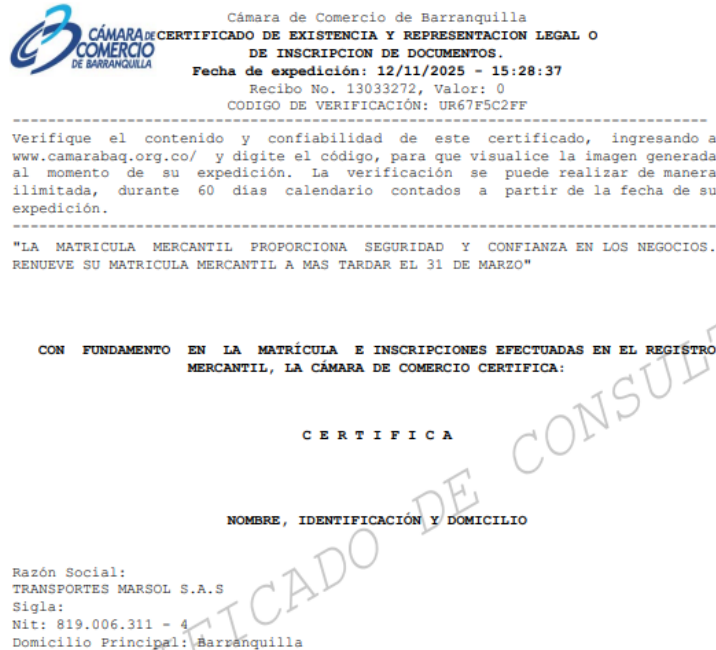 Cámara de Comercio de Barranquilla
CÁMARA DE
COMERCIO
DE BARRANQUILLA
CERTIFICADO DE EXISTENCIA Y REPRESENTACION LEGAL O
DE INSCRIPCION DE DOCUMENTOS.
Fecha de expedición: 12/11/2025 - 15:28:37
Recibo No. 13033272, Valor: 0
CODIGO DE VERIFICACIÓN: UR67F5C2FF
--------------------------------------------------------------------------------
Verifique el contenido y confiabilidad de este certificado, ingresando a
www.camarabaq.org.co/ y digite el código, para que visualice la imagen generada
al momento de su expedición. La verificación se puede realizar de manera
ilimitada, durante 60 dias calendario contados a partir de la fecha de su
expedición.
--------------------------------------------------------------------------------
"LA MATRICULA MERCANTIL PROPORCIONA SEGURIDAD Y CONFIANZA EN LOS NEGOCIOS.
RENUEVE SU MATRICULA MERCANTIL A MAS TARDAR EL 31 DE MARZO"
CON FUNDAMENTO EN LA MATRÍCULA E INSCRIPCIONES EFECTUADAS EN EL REGISTRO
MERCANTIL, LA CÁMARA DE COMERCIO CERTIFICA:
C E R T I F I C A
NOMBRE, IDENTIFICACIÓN Y DOMICILIO
Razón Social:
TRANSPORTES MARSOL S.A.S
Sigla:
Nit: 819.006.311 - 4
Domicilio Principal: Barranquilla
FICADO DE CONSULT